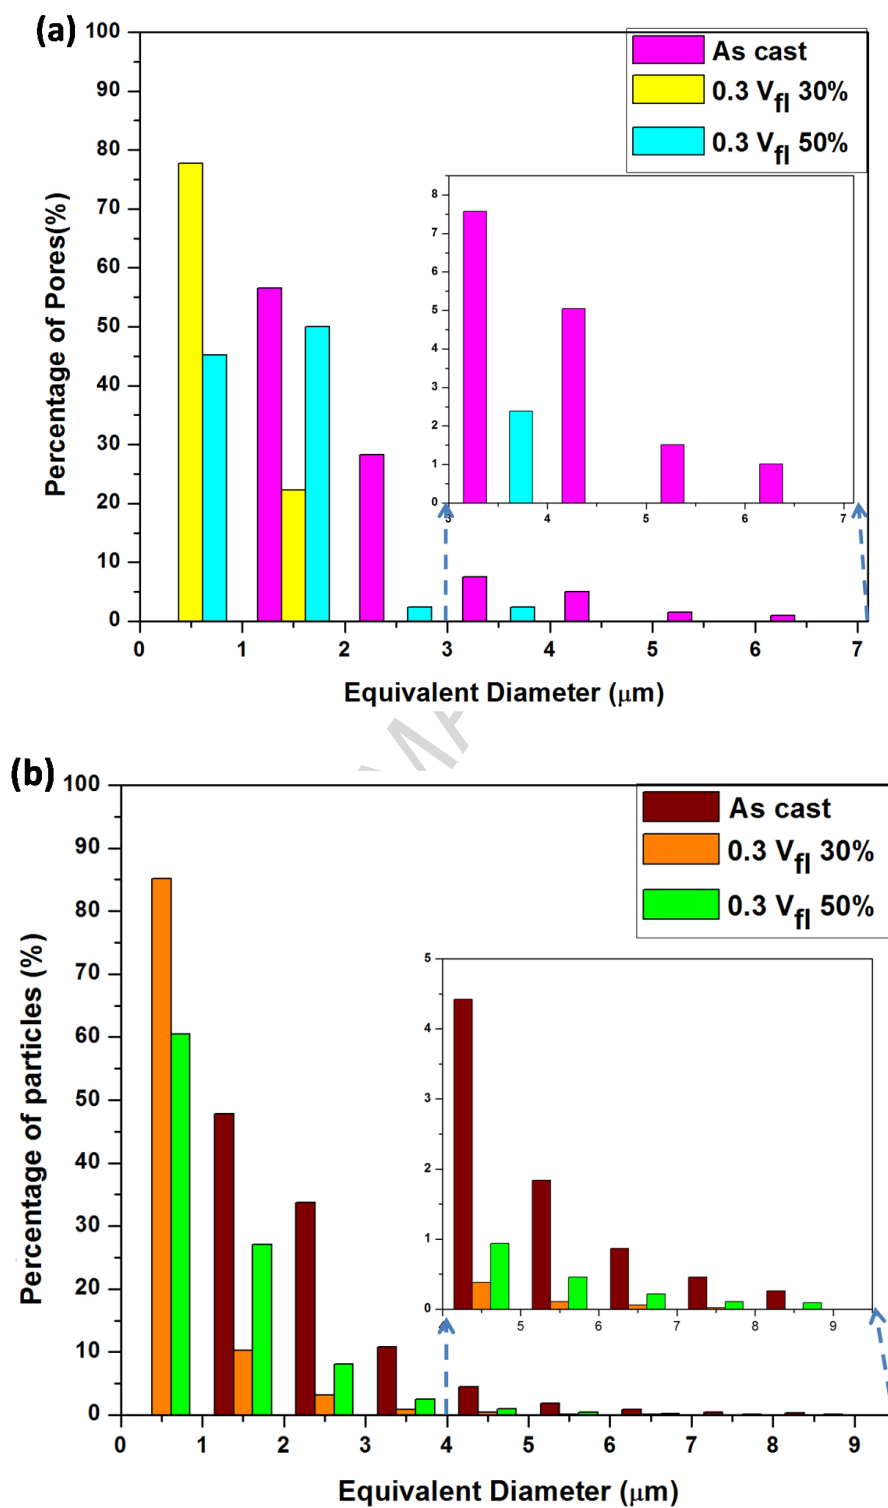 (a)
100
90
80
70
60
50
40
30
20
10
0
Percentage of Pores(%)
As cast
0.3 Vfl 30%
0.3 Vfl 50%
8
7
6
5
4
3
2
1
0
3 4 5 6 7
0 1 2 3 4 5 6 7
Equivalent Diameter (μm)
MA
(b)
100
90
80
70
60
50
40
30
20
10
0
Percentage of particles (%)
As cast
0.3 Vfl 30%
0.3 Vfl 50%
5
4
3
2
1
0
5 6 7 8 9
0 1 2 3 4 5 6 7 8 9
Equivalent Diameter (μm)